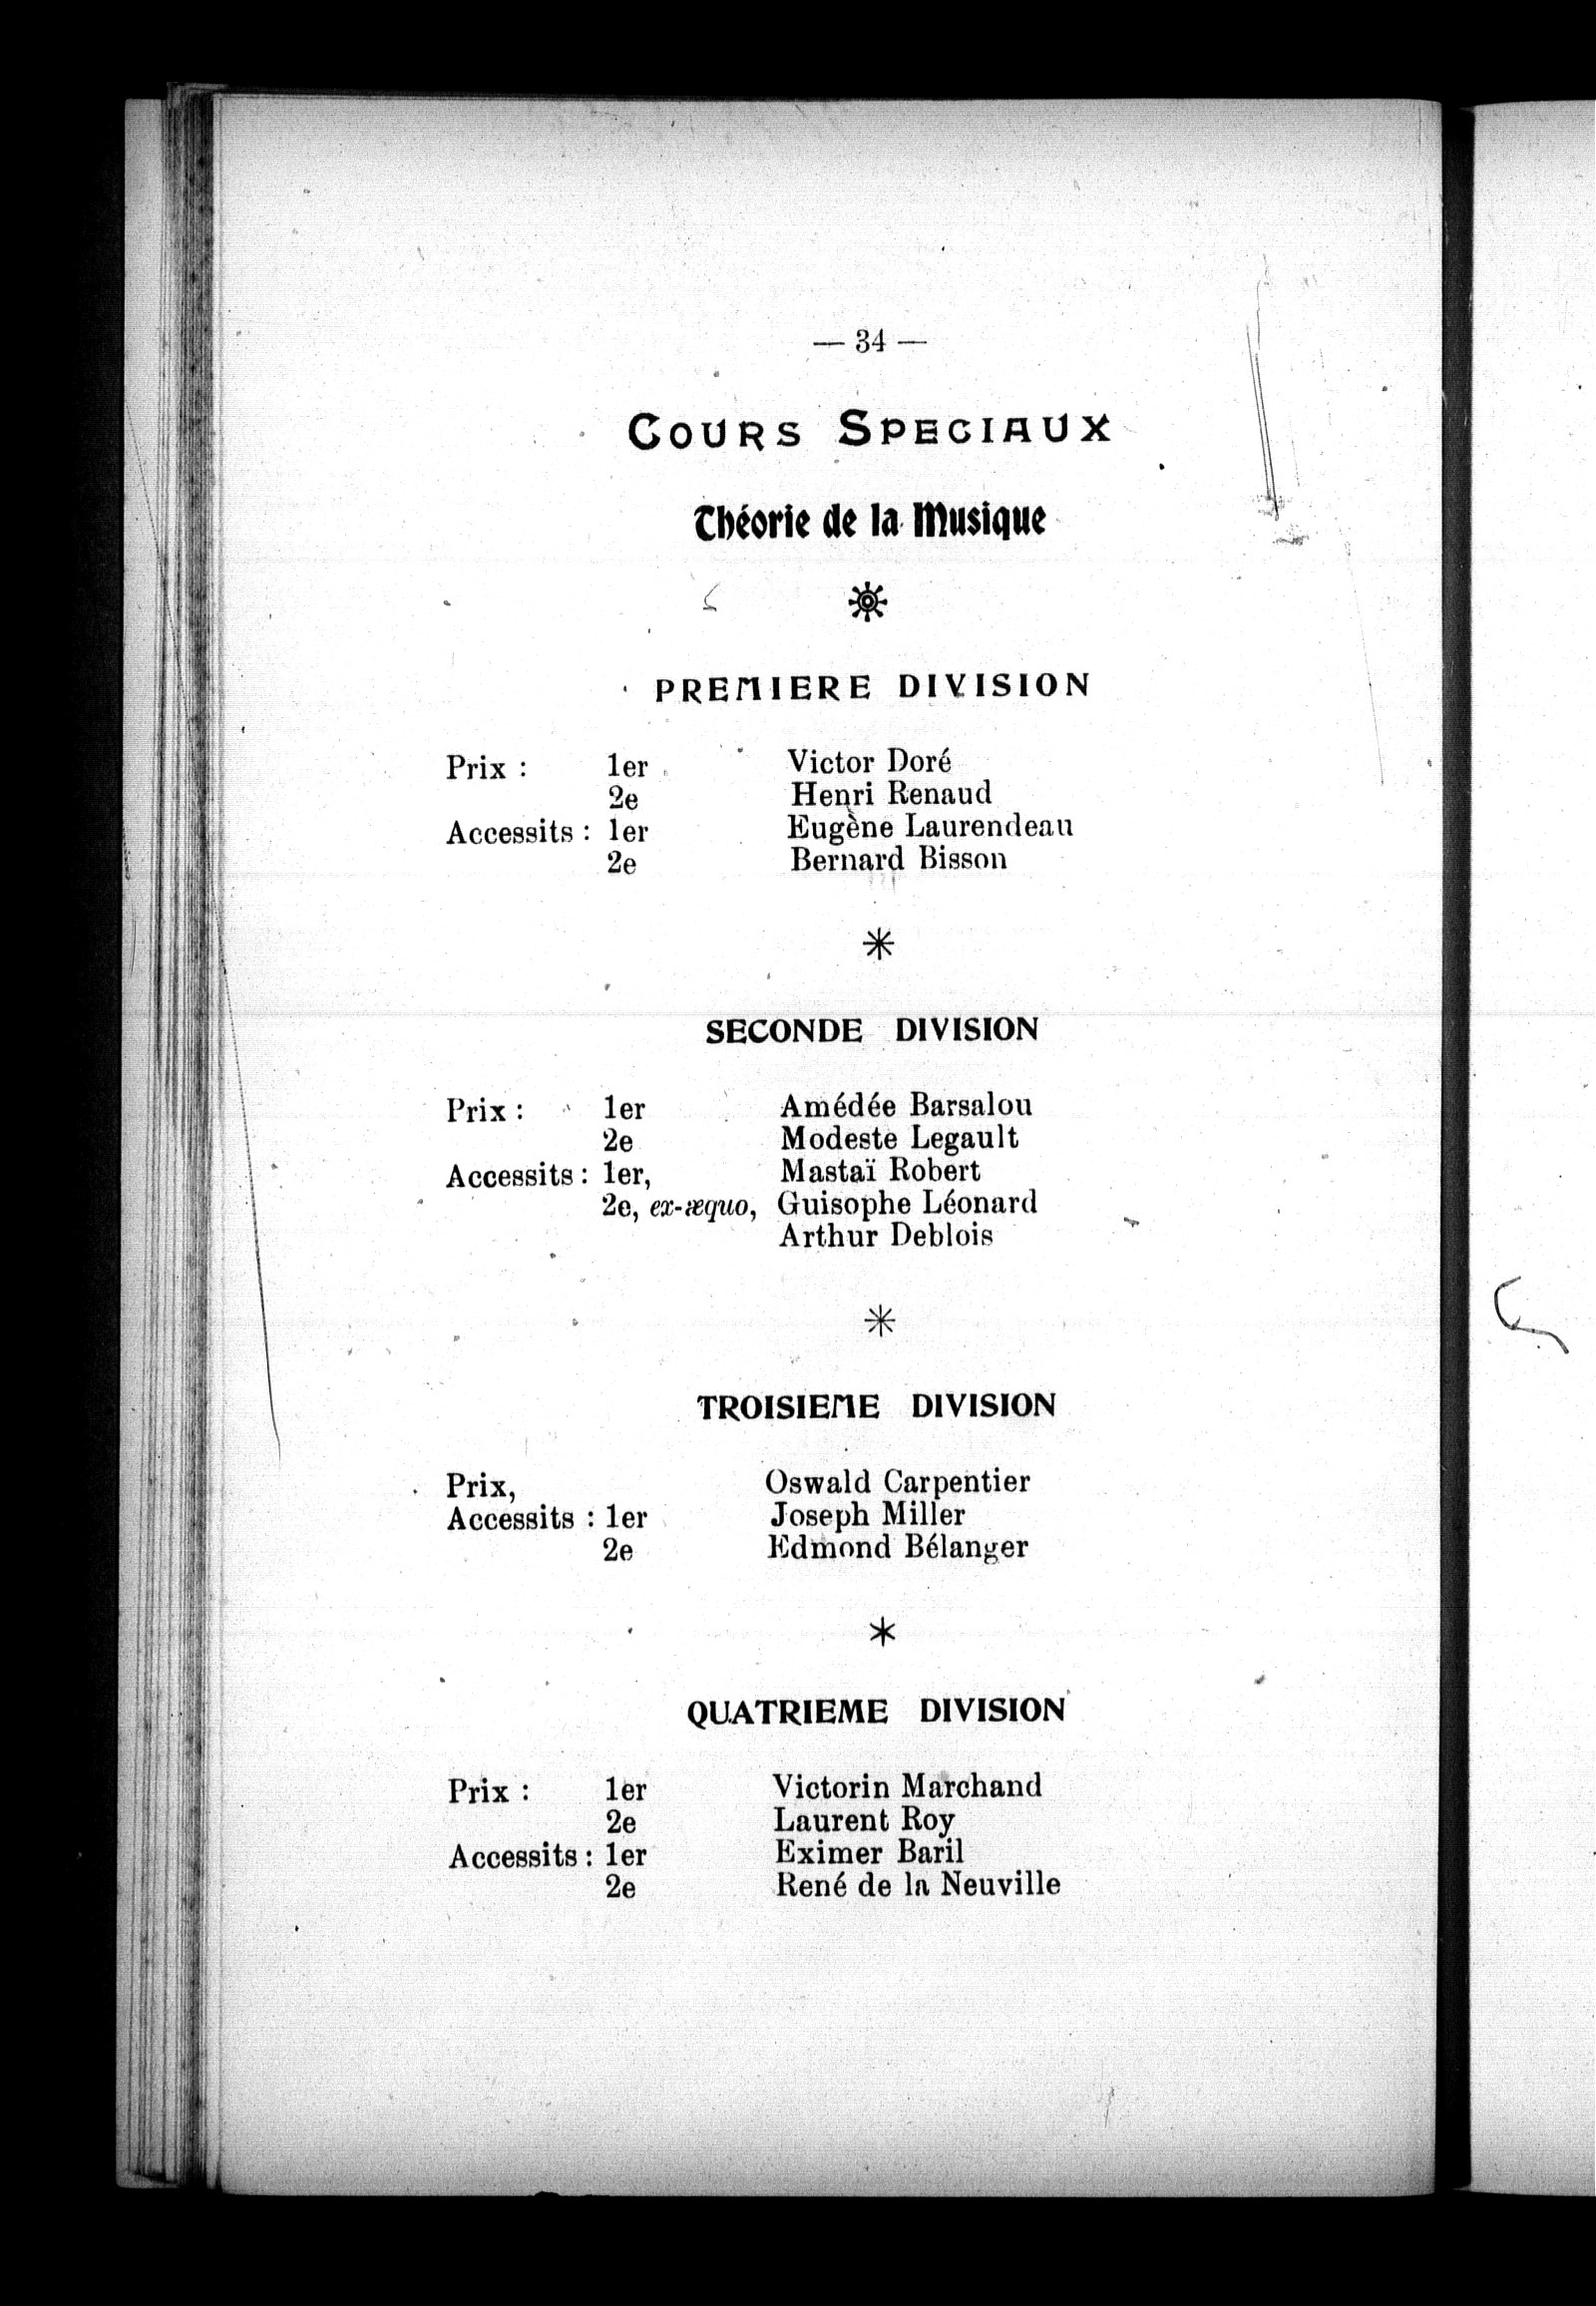 — 34 —
COURS SPECIAUX
Théorie de la Musique
PREMIERE DIVISION
Prix : 1er Victor Doré
2e Henri Renaud
Accessits : 1er Eugène Laurendeau
2e Bernard Bisson
SECONDE DIVISION
Prix : 1er Amédée Barsalou
2e Modeste Legault
Accessits : 1er, Mastaï Robert
2e, ex-æquo, Guisophe Léonard
Arthur Deblois
TROISIEME DIVISION
Prix, Oswald Carpentier
Accessits : 1er Joseph Miller
2e Edmond Bélanger
QUATRIEME DIVISION
Prix : 1er Victorin Marchand
2e Laurent Roy
Accessits : 1er Eximer Baril
2e René de la Neuville